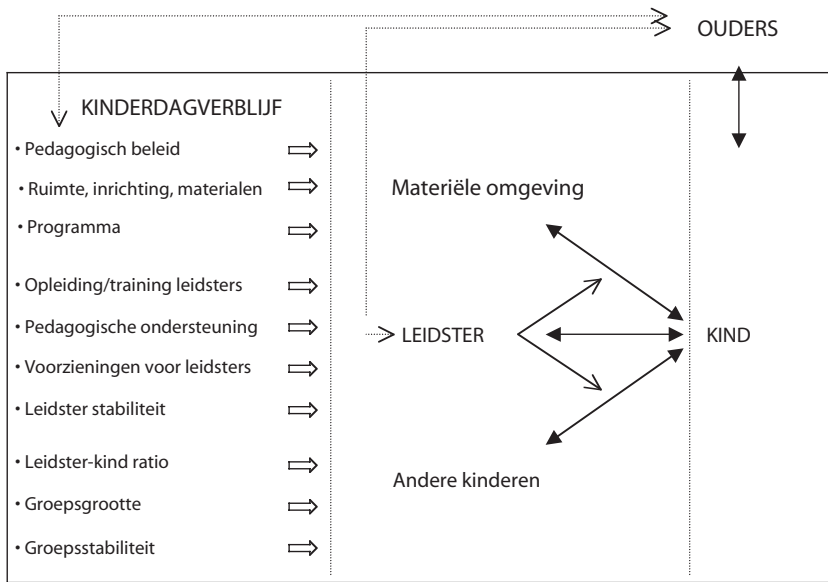 OUDERS
KINDERDAGVERBLIJF
• Pedagogisch beleid
• Ruimte, inrichting, materialen
• Programma
• Opleiding/training leidsters
• Pedagogische ondersteuning
• Voorzieningen voor leidsters
• Leidster stabiliteit
• Leidster-kind ratio
• Groepsgrootte
• Groepsstabiliteit
Materiële omgeving
LEIDSTER
KIND
Andere kinderen